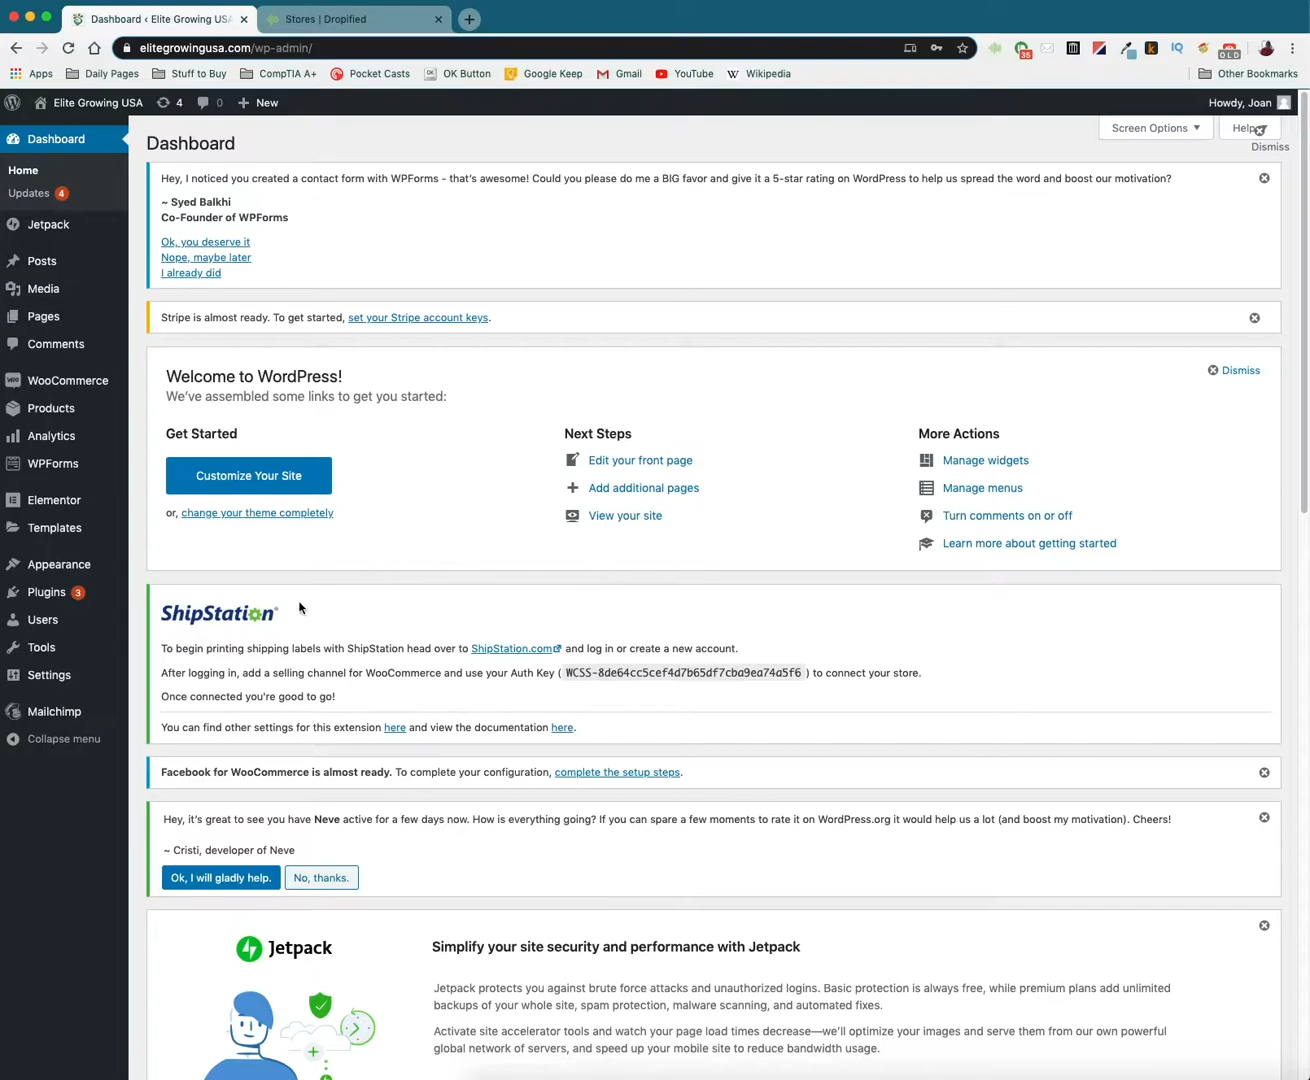 Dashboard ‹ Elite Growing USA
Stores | Dropified
elitegrowingusa.com/wp-admin/
35
IQ
OLD
Apps
Daily Pages
Stuff to Buy
CompTIA A+
Pocket Casts
OK Button
Google Keep
Gmail
YouTube
W Wikipedia
Other Bookmarks
Elite Growing USA
4
0
New
Howdy, Joan
Dashboard
Home
Updates 4
Jetpack
Posts
Media
Pages
Comments
WooCommerce
Products
Analytics
WPForms
Elementor
Templates
Appearance
Plugins 3
Users
Tools
Settings
Mailchimp
Collapse menu
Screen Options
Help
Dismiss
Dashboard
Hey, I noticed you created a contact form with WPForms - that's awesome! Could you please do me a BIG favor and give it a 5-star rating on WordPress to help us spread the word and boost our motivation?
~ Syed Balkhi
Co-Founder of WPForms
Ok, you deserve it
Nope, maybe later
I already did
Stripe is almost ready. To get started, set your Stripe account keys.
Welcome to WordPress!
We've assembled some links to get you started:
Dismiss
Get Started
Customize Your Site
or, change your theme completely
Next Steps
Edit your front page
Add additional pages
View your site
More Actions
Manage widgets
Manage menus
Turn comments on or off
Learn more about getting started
ShipStation
To begin printing shipping labels with ShipStation head over to ShipStation.com and log in or create a new account.
After logging in, add a selling channel for WooCommerce and use your Auth Key ( WCSS-8de64cc5cef4d7b65df7cba9ea74a5f6 ) to connect your store.
Once connected you're good to go!
You can find other settings for this extension here and view the documentation here.
Facebook for WooCommerce is almost ready. To complete your configuration, complete the setup steps.
Hey, it's great to see you have Neve active for a few days now. How is everything going? If you can spare a few moments to rate it on WordPress.org it would help us a lot (and boost my motivation). Cheers!
~ Cristi, developer of Neve
Ok, I will gladly help.
No, thanks.
Jetpack
Simplify your site security and performance with Jetpack
Jetpack protects you against brute force attacks and unauthorized logins. Basic protection is always free, while premium plans add unlimited
backups of your whole site, spam protection, malware scanning, and automated fixes.
Activate site accelerator tools and watch your page load times decrease—we'll optimize your images and serve them from our own powerful
global network of servers, and speed up your mobile site to reduce bandwidth usage.